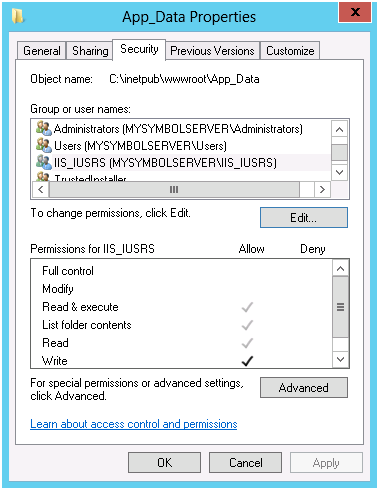 App_Data Properties
x
General Sharing Security Previous Versions Customize
Object name: C:\inetpub\wwwroot\App_Data
Group or user names:
Administrators (MYSYMBOLSERVER\Administrators)
Users (MYSYMBOLSERVER\Users)
IIS_IUSRS (MYSYMBOLSERVER\IIS_IUSRS)
TrustedInstaller
To change permissions, click Edit. Edit...
Permissions for IIS_IUSRS Allow Deny
Full control
Modify
Read & execute
List folder contents
Read
Write
For special permissions or advanced settings, Advanced
click Advanced.
Learn about access control and permissions
OK Cancel Apply